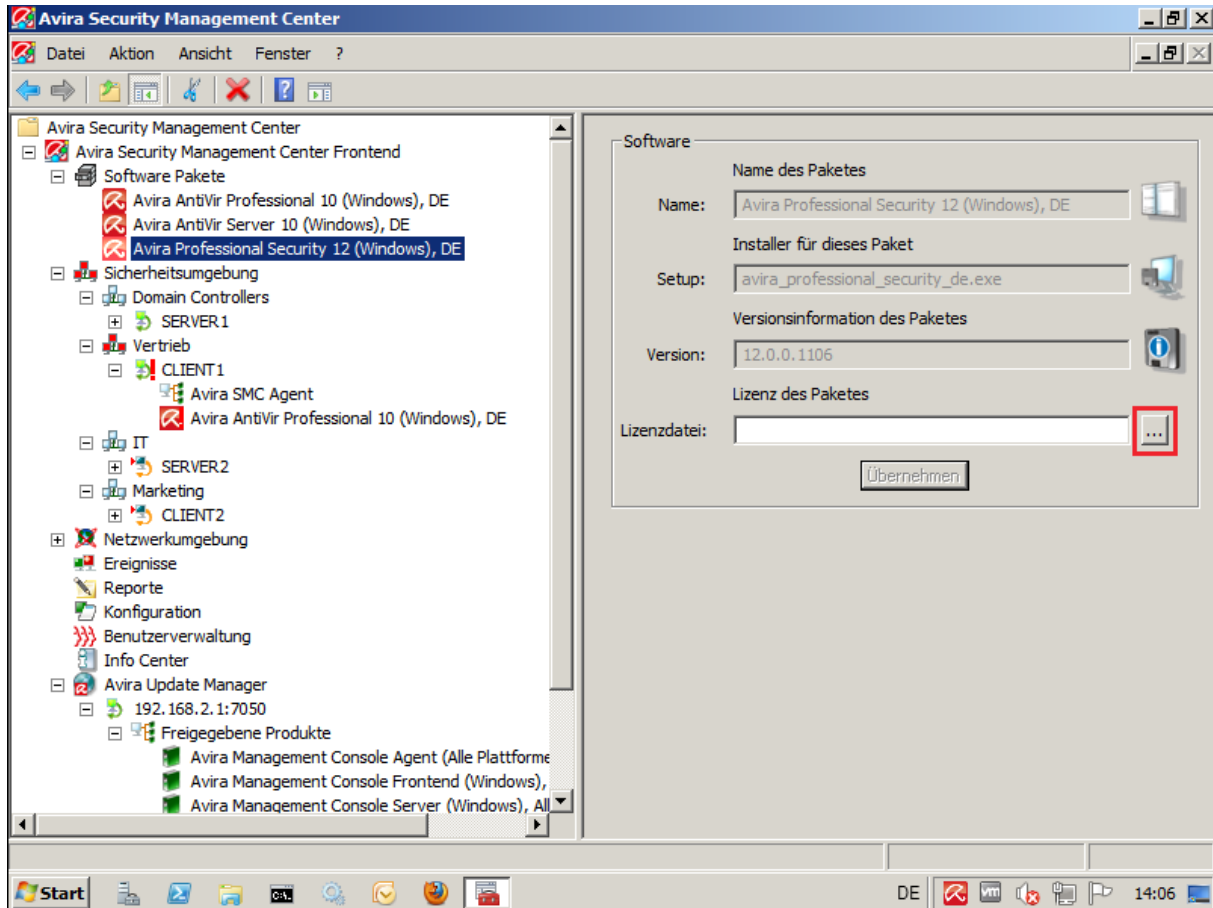 Avira Security Management Center
Datei Aktion Ansicht Fenster ?
Avira Security Management Center
Avira Security Management Center Frontend
Software Pakete
Avira AntiVir Professional 10 (Windows), DE
Avira AntiVir Server 10 (Windows), DE
Avira Professional Security 12 (Windows), DE
Sicherheitsumgebung
Domain Controllers
SERVER1
Vertrieb
CLIENT1
Avira SMC Agent
Avira AntiVir Professional 10 (Windows), DE
IT
SERVER2
Marketing
CLIENT2
Netzwerkumgebung
Ereignisse
Reporte
Konfiguration
Benutzerverwaltung
Info Center
Avira Update Manager
192.168.2.1:7050
Freigegebene Produkte
Avira Management Console Agent (Alle Plattforme
Avira Management Console Frontend (Windows),
Avira Management Console Server (Windows), All
Software
Name des Paketes
Name: Avira Professional Security 12 (Windows), DE
Installer für dieses Paket
Setup: avira_professional_security_de.exe
Versionsinformation des Paketes
Version: 12.0.0.1106
Lizenz des Paketes
Lizenzdatei: ...
Übernehmen
Start DE 14:06